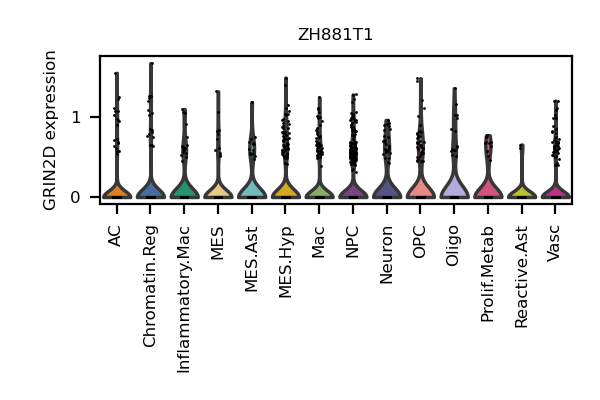 ZH881T1
GRIN2D expression
1
0
AC
Chromatin.Reg
Inflammatory.Mac
MES
MES.Ast
MES.Hyp
Mac
NPC
Neuron
OPC
Oligo
Prolif.Metab
Reactive.Ast
Vasc